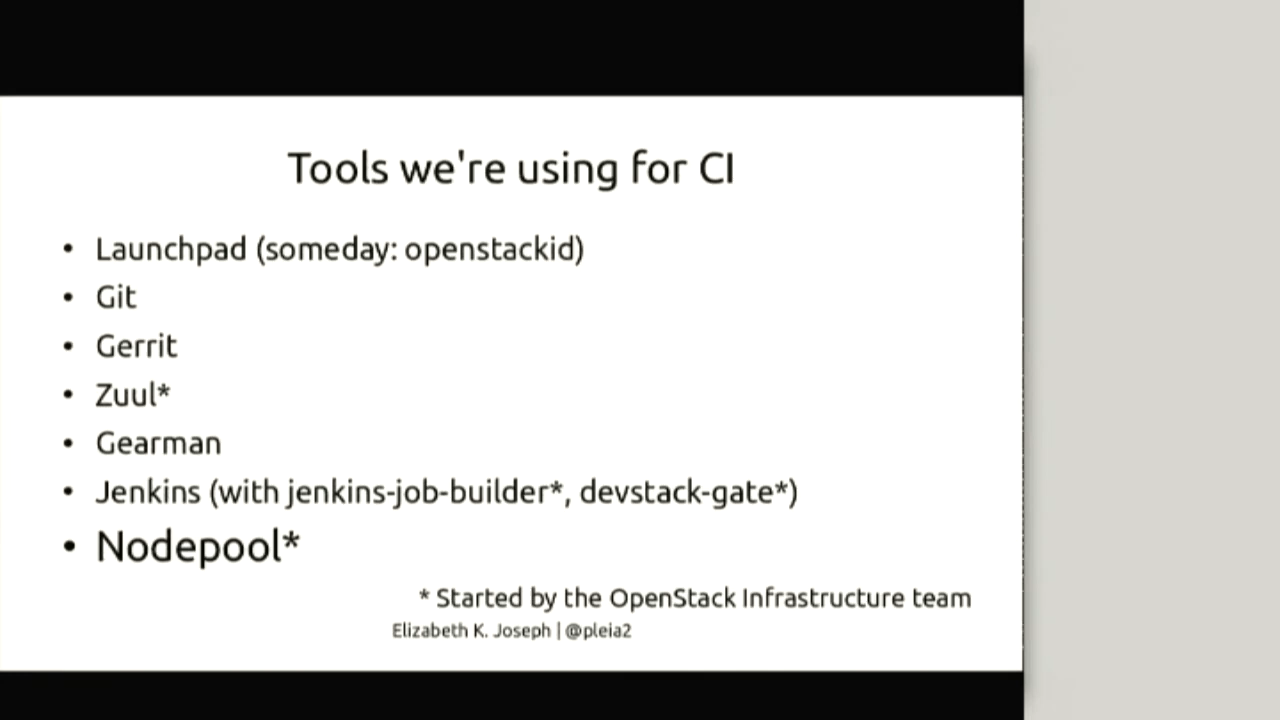 Tools we're using for CI
• Launchpad (someday: openstackid)
• Git
• Gerrit
• Zuul*
• Gearman
• Jenkins (with jenkins-job-builder*, devstack-gate*)
• Nodepool*
* Started by the OpenStack Infrastructure team
Elizabeth K. Joseph | @pleia2